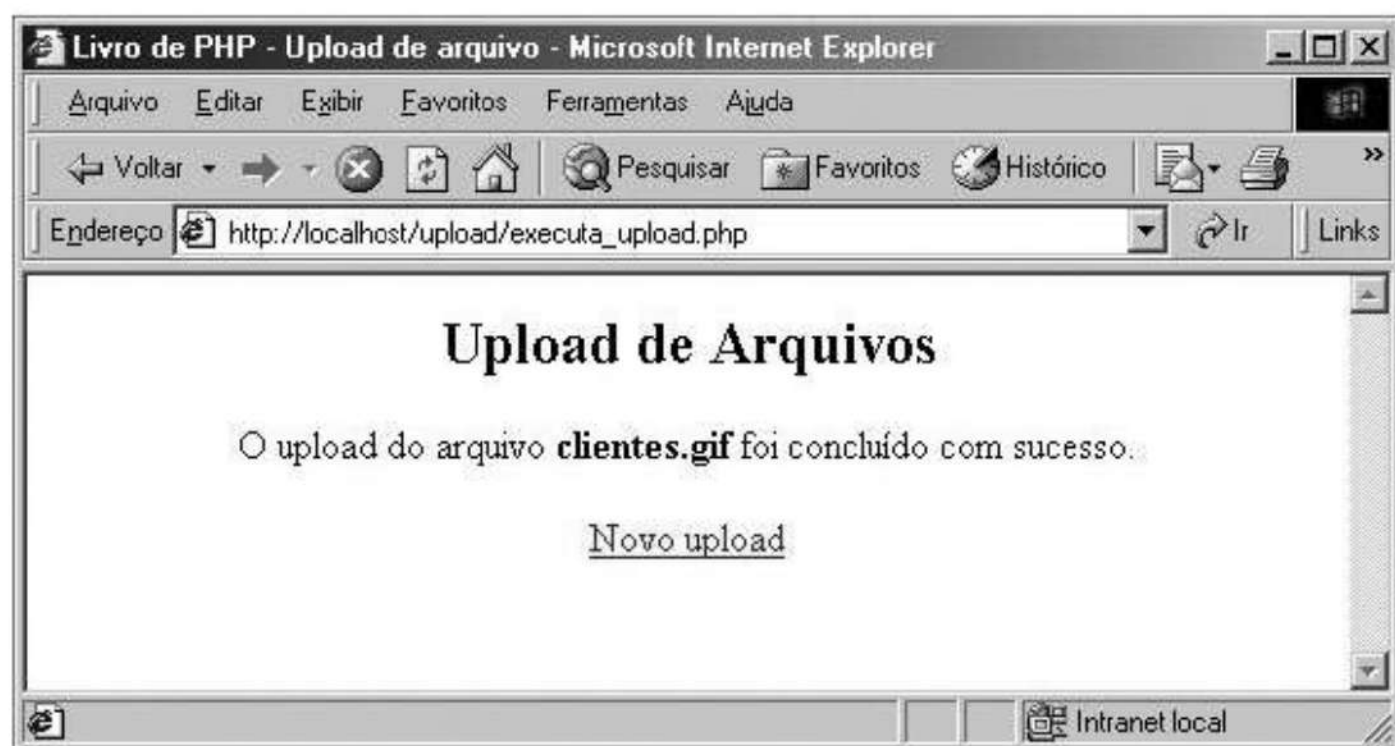 Livro de PHP - Upload de arquivo - Microsoft Internet Explorer
Arquivo Editar Exibir Favoritos Ferramentas Ajuda
Voltar Pesquisar Favoritos Histórico »
Endereço http://localhost/upload/executa_upload.php Ir Links
Upload de Arquivos
O upload do arquivo clientes.gif foi concluído com sucesso.
Novo upload
Intranet local